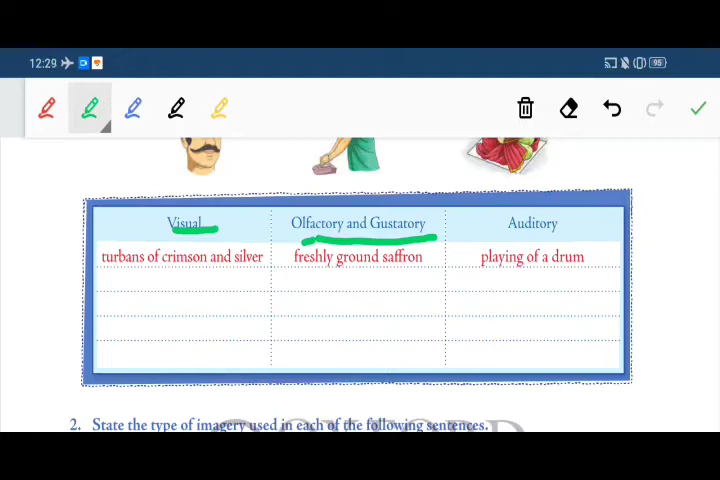 12:29
95
Visual Olfactory and Gustatory Auditory
turbans of crimson and silver freshly ground saffron playing of a drum
2. State the type of imagery used in each of the following sentences.